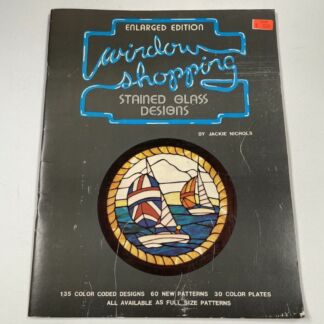 ENLARGED EDITION
window
shopping
STAINED GLASS
DESIGNS
BY JACKIE NICHOLS
135 COLOR CODED DESIGNS 60 NEW PATTERNS 30 COLOR PLATES
ALL AVAILABLE AS FULL SIZE PATTERNS